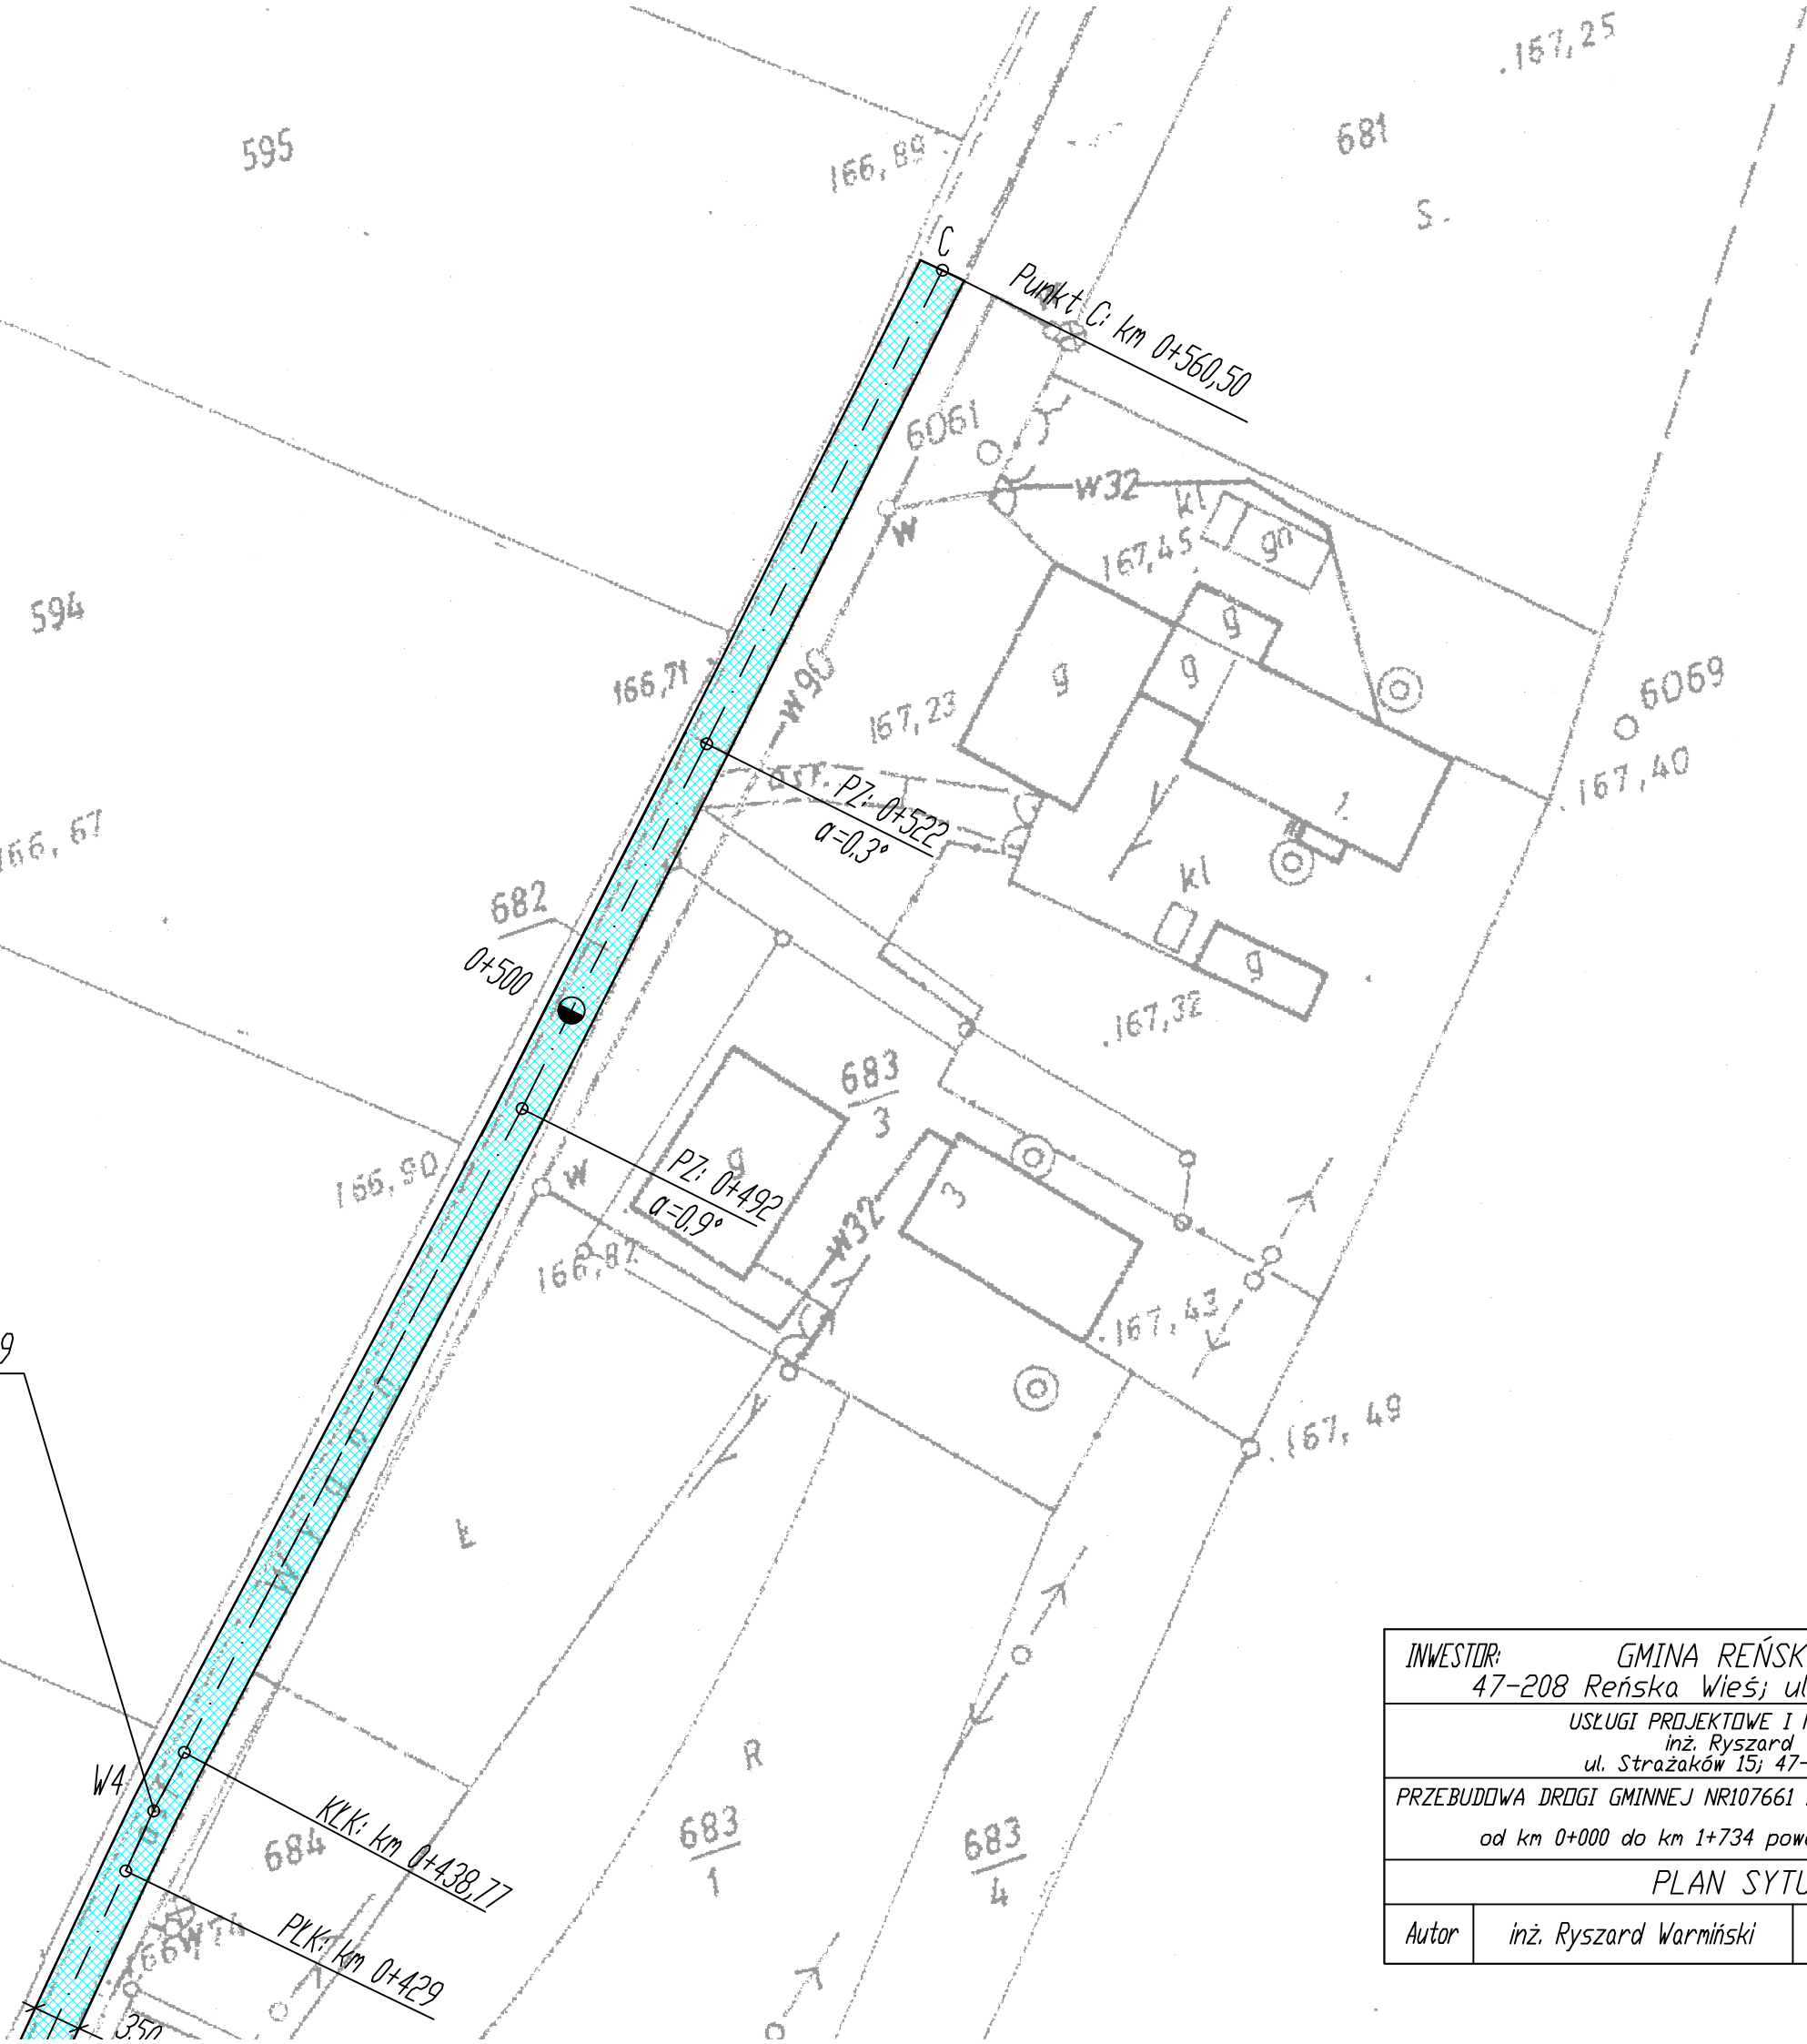 .167,25
595
681
166,89
S.
C
Punkt C: km 0+560,50
6061
W32
kl
gn
W
167,45
594
g
g
g
166,71
W90
6069
167,23
.167,40
astr.
PZ: 0+522
α=0.3°
1
166,67
kl
682
g
0+500
.167,32
683
3
g
PZ: 0+492
α=0.9°
166,90
W
3
W32
166,87
.167,43
9
.167,49
Ł
INWESTOR: GMINA REŃSK
47-208 Reńska Wieś; ul
USŁUGI PROJEKTOWE I
inż. Ryszard
ul. Strażaków 15; 47-
R
W4
PRZEBUDOWA DROGI GMINNEJ NR107661
KŁK: km 0+438,77
683
1
683
4
od km 0+000 do km 1+734 pow
684
PLAN SYTU
PŁK: km 0+429
Autor inż. Ryszard Warmiński
350